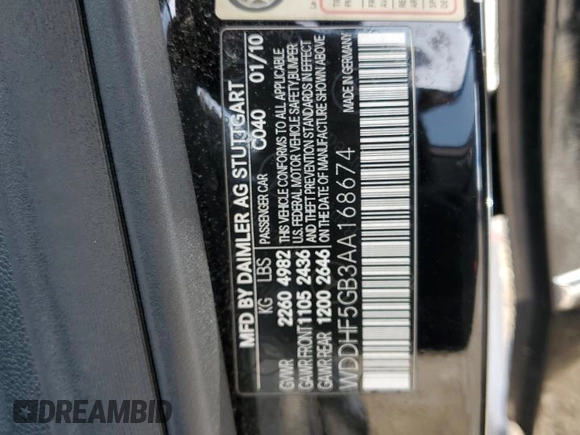 MFD BY DAIMLER AG STUTTGART
KG LBS PASSENGER CAR C040 01/10
GVWR 2260 4982 THIS VEHICLE CONFORMS TO ALL APPLICABLE
GAWR FRONT 1105 2436 U.S. FEDERAL MOTOR VEHICLE SAFETY, BUMPER
GAWR REAR 1200 2646 AND THEFT PREVENTION STANDARDS IN EFFECT
ON THE DATE OF MANUFACTURE SHOWN ABOVE
WDDHF5GB3AA168674 MADE IN GERMANY
DREAMBID